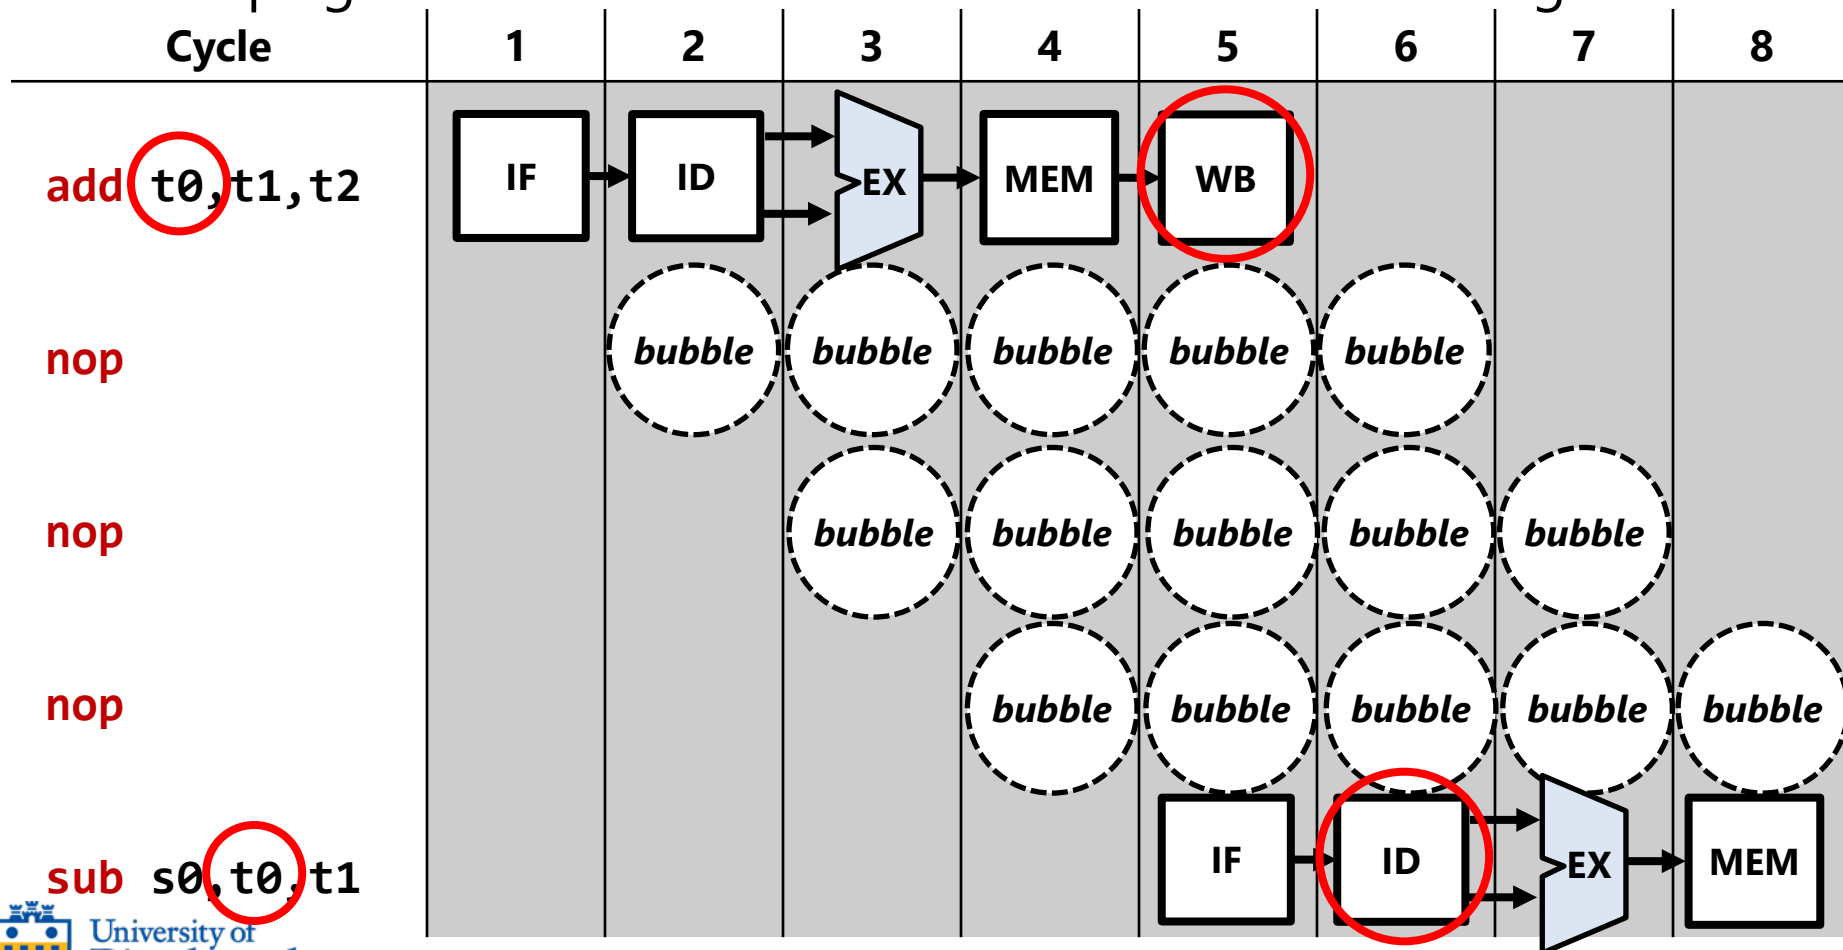 Cycle 1 2 3 4 5 6 7 8
add t0,t1,t2 IF ID EX MEM WB
nop bubble bubble bubble bubble bubble
nop bubble bubble bubble bubble bubble
nop bubble bubble bubble bubble bubble
sub s0,t0,t1 IF ID EX MEM
University of